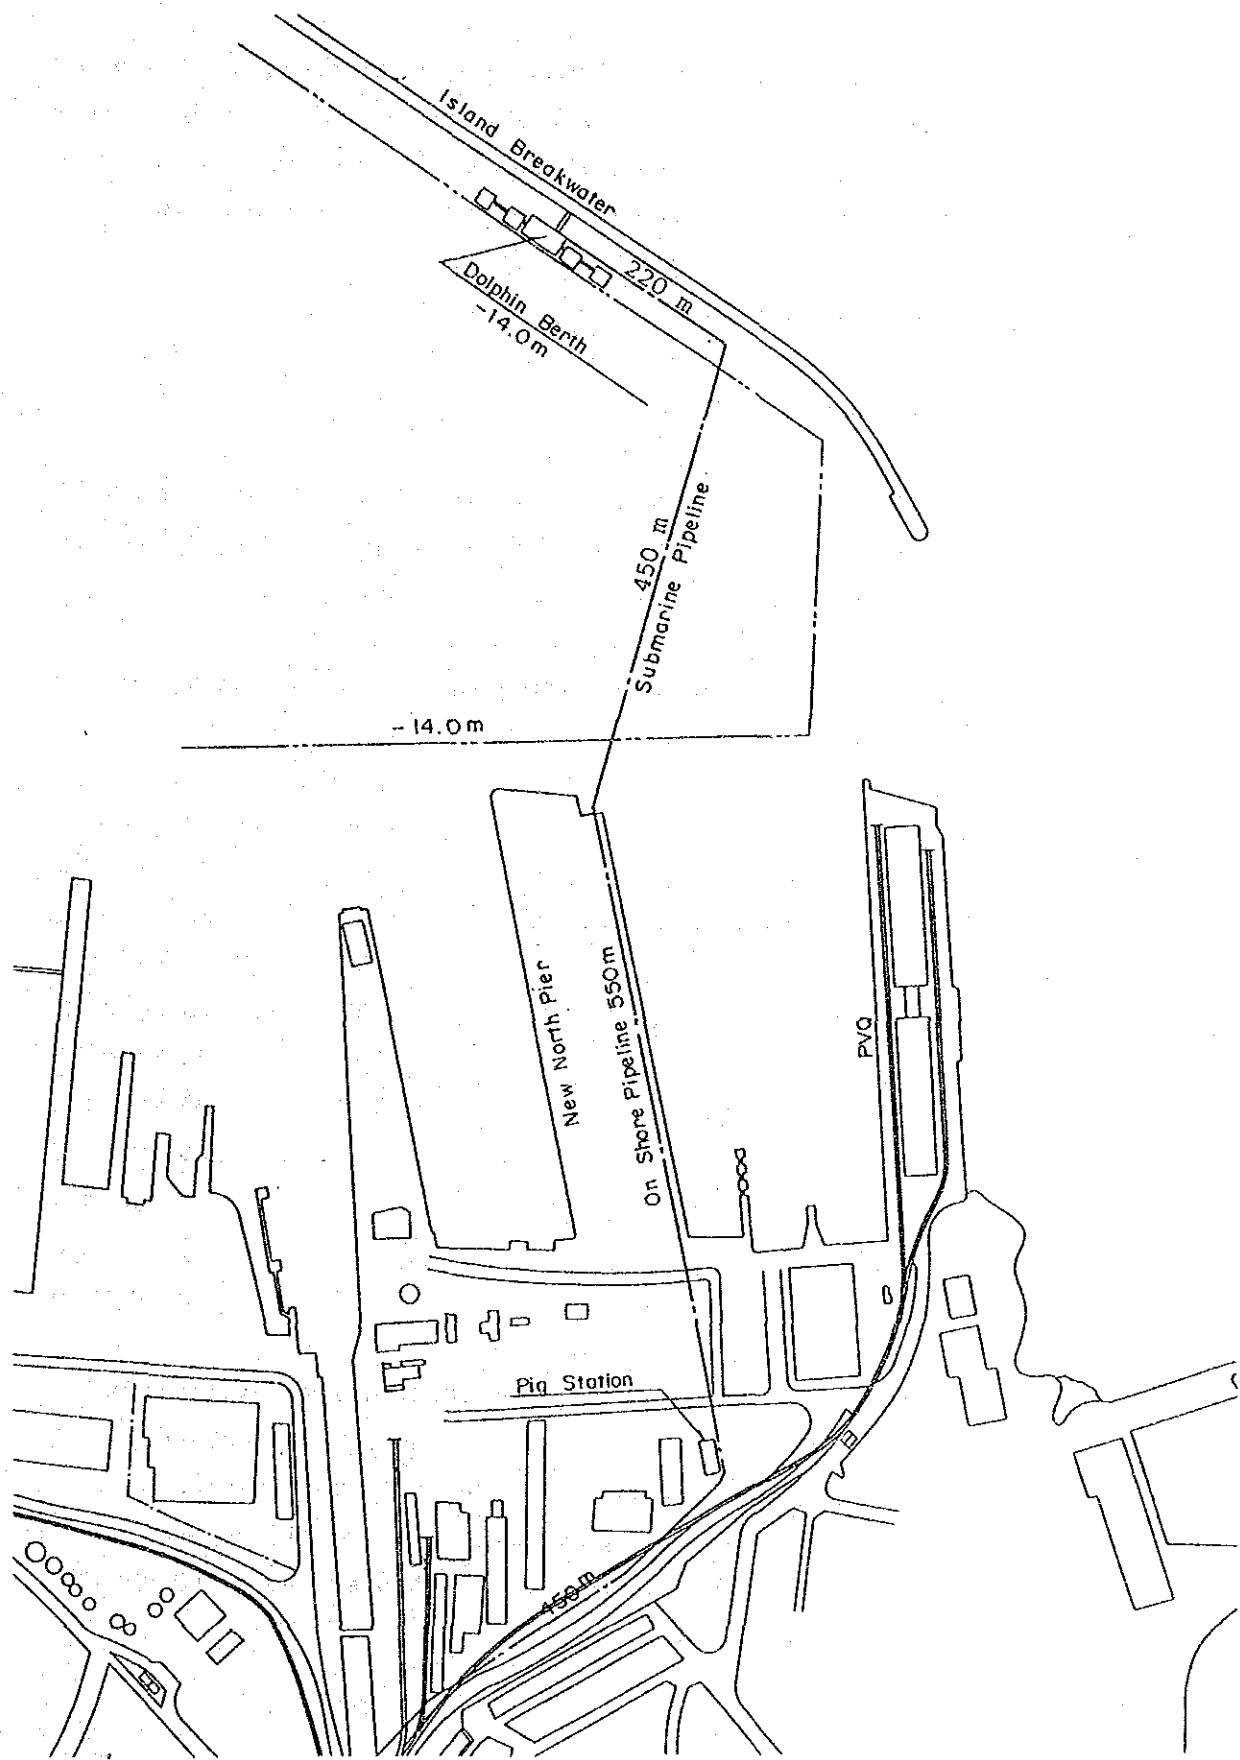 Island Breakwater
220 m
Dolphin Berth
-14.0m
450 m
Submarine Pipeline
-14.0m
New North Pier
On Shore Pipeline 550m
PVQ
Pig Station
450m